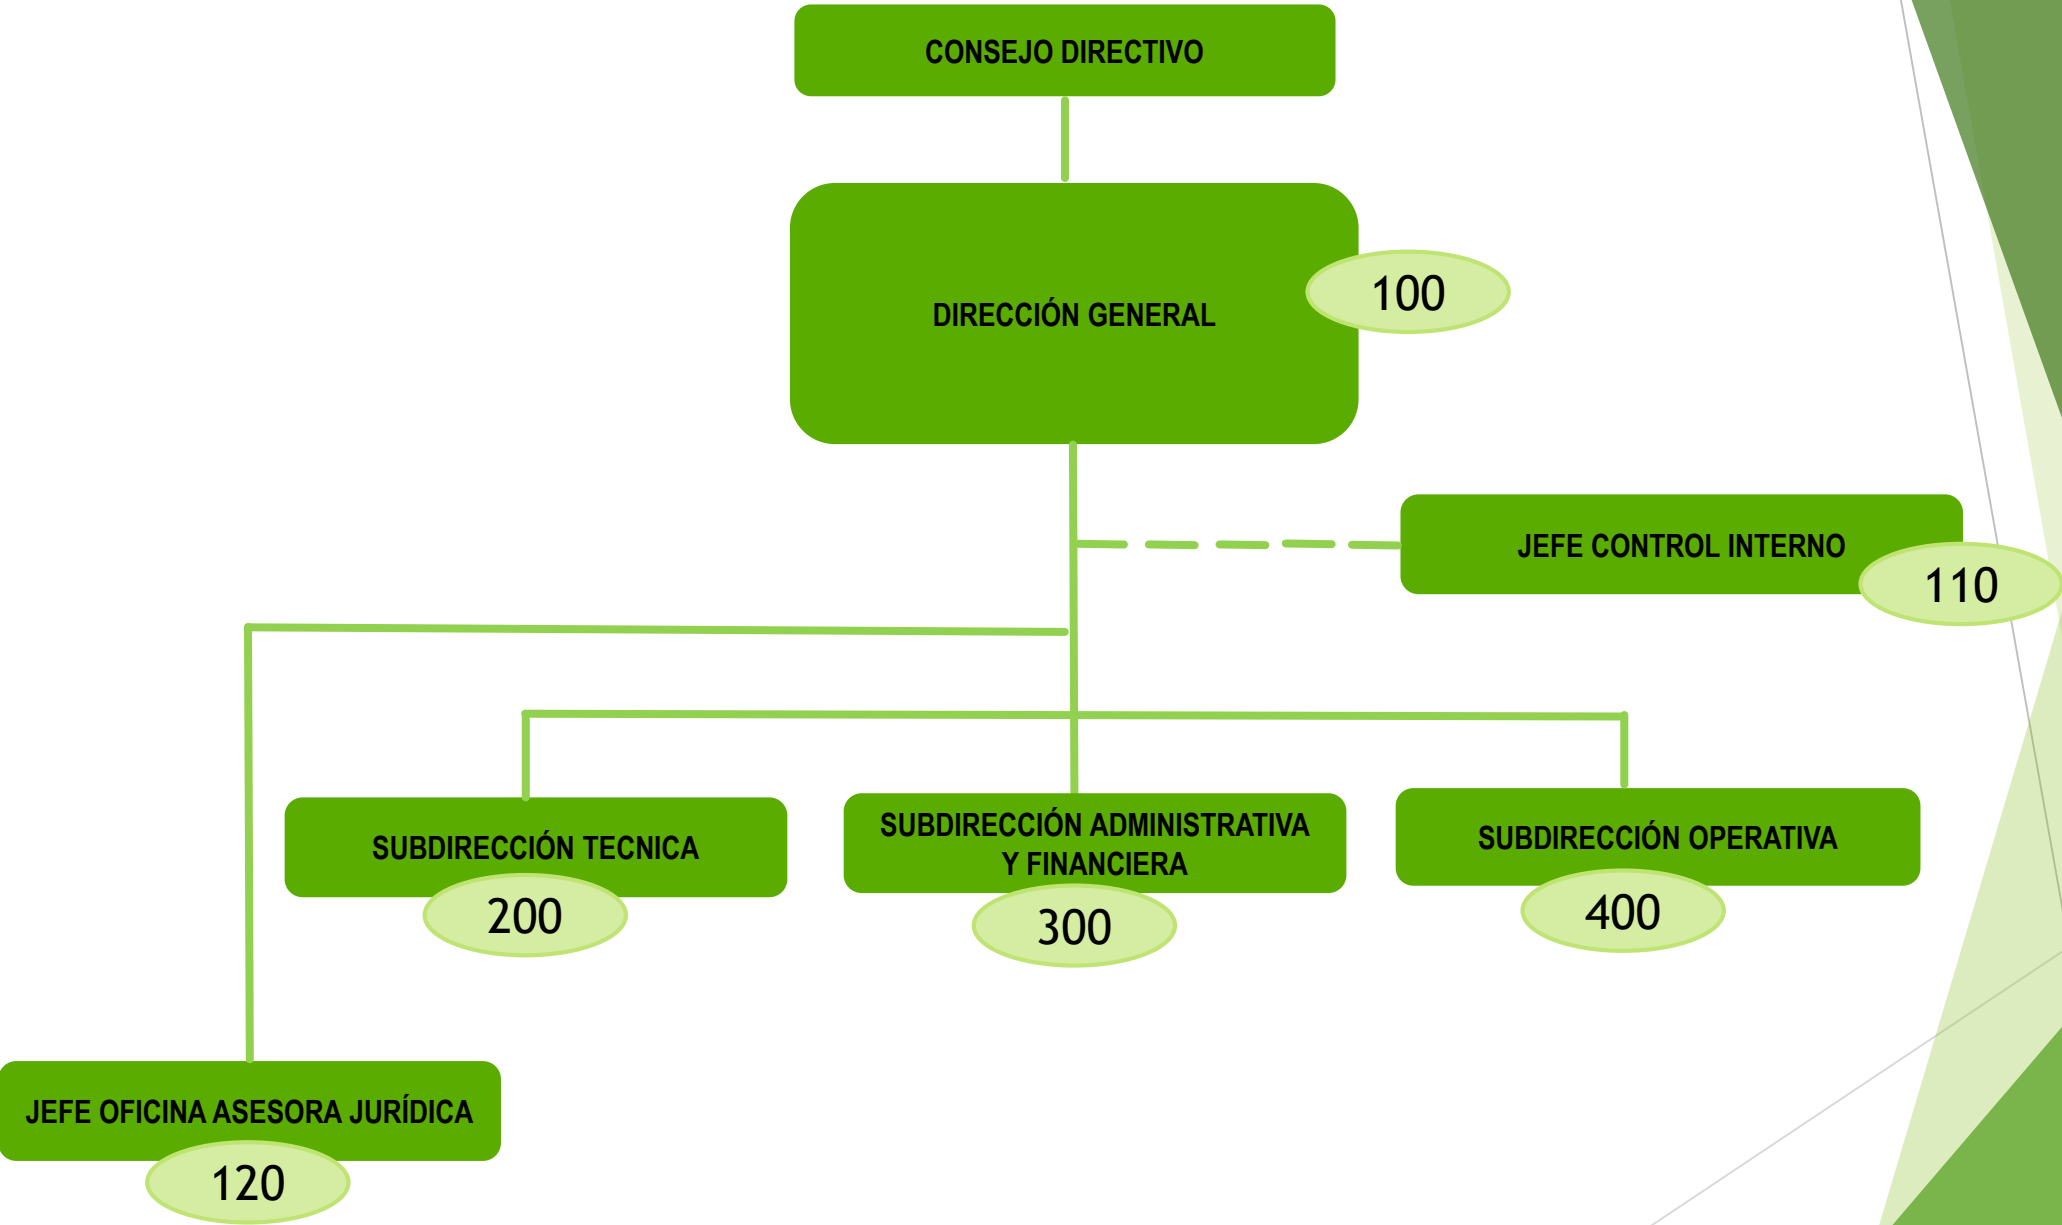 CONSEJO DIRECTIVO
DIRECCIÓN GENERAL
100
JEFE CONTROL INTERNO
110
SUBDIRECCIÓN TECNICA
200
SUBDIRECCIÓN ADMINISTRATIVA
Y FINANCIERA
300
SUBDIRECCIÓN OPERATIVA
400
JEFE OFICINA ASESORA JURÍDICA
120